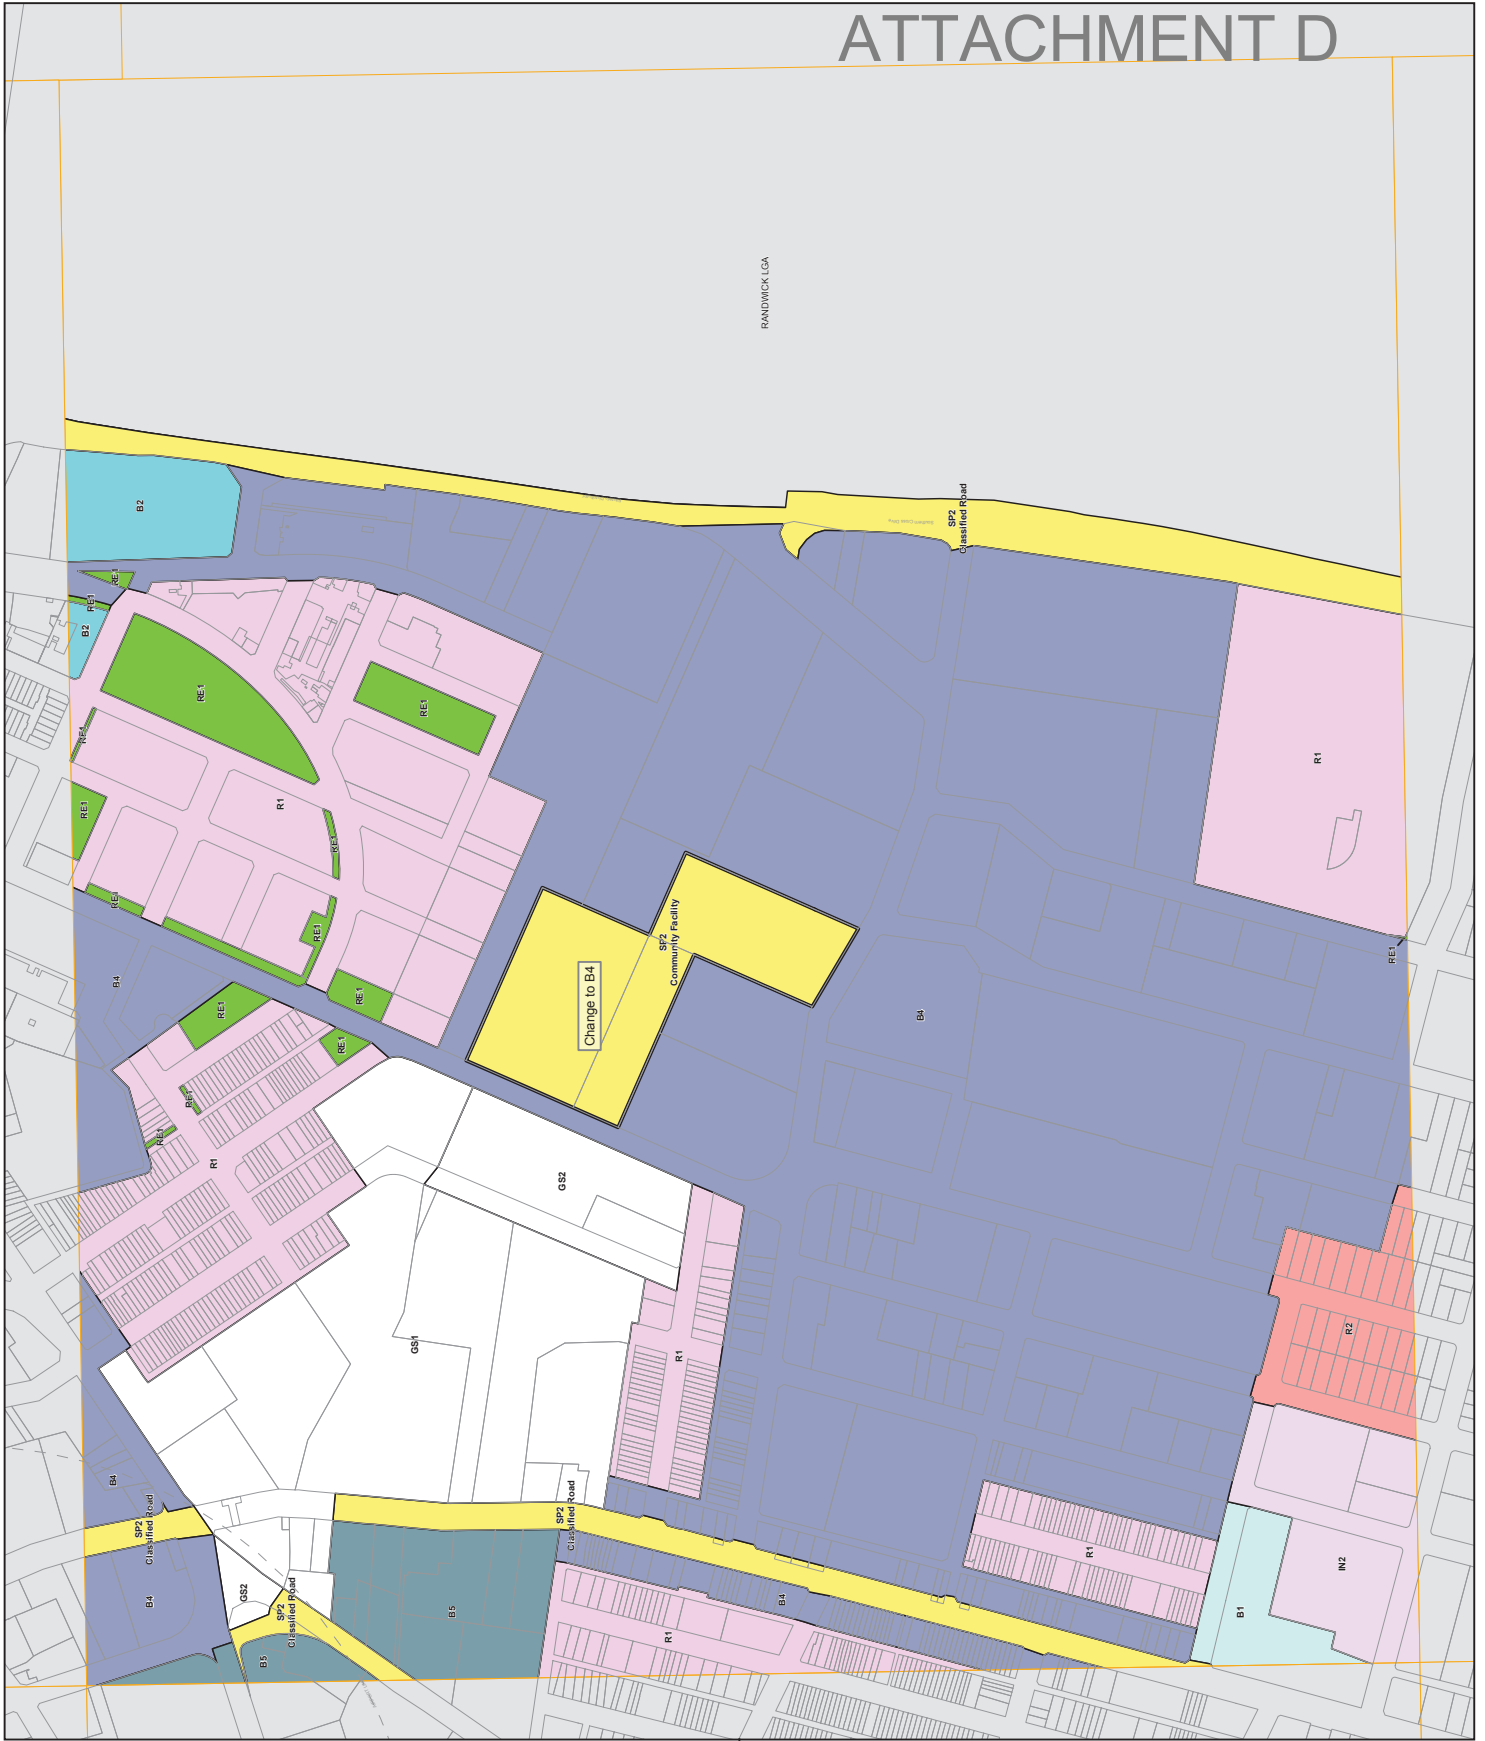 ATTACHMENT D
RANDWICK LGA
B2
SP2
Classified Road
RE1
RE1
B2
RE1
RE1
RE1
R1
R1
RE1
RE1
RE1
RE1
SP2
Community Facility
RE1
RE1
B4
Change to B4
RE1
B4
RE1
RE1
RE1
R1
GS2
GS1
R1
R2
B4
SP2
Classified Road
SP2
Classified Road
R1
IN2
GS2
B4
SP2
Classified Road
B5
B4
B1
R1
B5